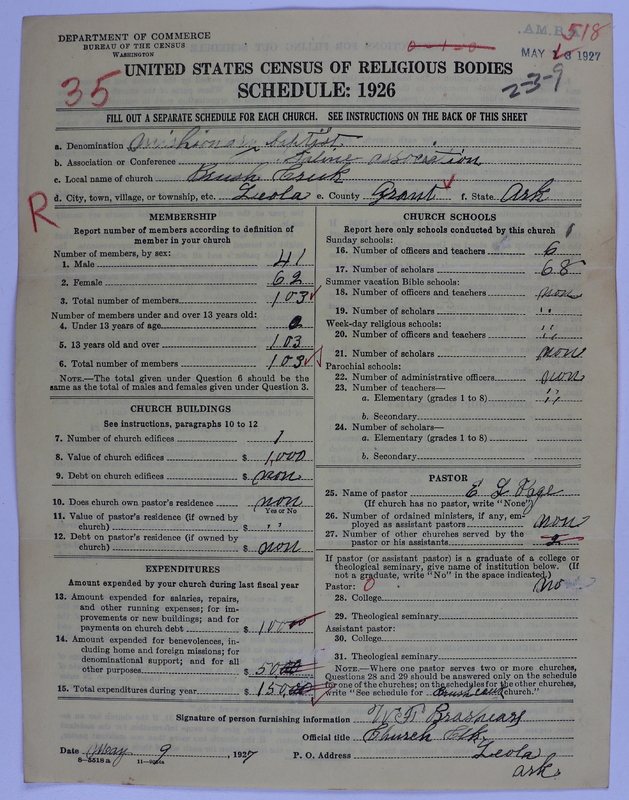 DEPARTMENT OF COMMERCE
BUREAU OF THE CENSUS
WASHINGTON
518
MAY 13 1927
35
2-3-9
UNITED STATES CENSUS OF RELIGIOUS BODIES
SCHEDULE: 1926
FILL OUT A SEPARATE SCHEDULE FOR EACH CHURCH. SEE INSTRUCTIONS ON THE BACK OF THIS SHEET
a. Denomination Missionary baptist
b. Association or Conference Saline association
c. Local name of church Brush Creek
d. City, town, village, or township, etc. Leola e. County Grant f. State Ark
R
MEMBERSHIP
Report number of members according to definition of
member in your church
Number of members, by sex:
1. Male 41
2. Female 62
3. Total number of members 103
Number of members under and over 13 years old:
4. Under 13 years of age 0
5. 13 years old and over 103
6. Total number of members 103
NOTE.—The total given under Question 6 should be the
same as the total of males and females given under Question 3.
CHURCH BUILDINGS
See instructions, paragraphs 10 to 12
7. Number of church edifices 1
8. Value of church edifices $ 1,000
9. Debt on church edifices $ non
10. Does church own pastor's residence non
Yes or No
11. Value of pastor's residence (if owned by
church) $ ,,
12. Debt on pastor's residence (if owned by
church) $ non
EXPENDITURES
Amount expended by your church during last fiscal year
13. Amount expended for salaries, repairs,
and other running expenses; for im-
provements or new buildings; and for
payments on church debt $ 100 00
14. Amount expended for benevolences, in-
cluding home and foreign missions; for
denominational support; and for all
other purposes $ 50 00
15. Total expenditures during year $ 150 00
CHURCH SCHOOLS
Report here only schools conducted by this church
Sunday schools:
16. Number of officers and teachers 6
17. Number of scholars 68
Summer vacation Bible schools:
18. Number of officers and teachers non
19. Number of scholars ,,
Week-day religious schools:
20. Number of officers and teachers ,,
21. Number of scholars non
Parochial schools:
22. Number of administrative officers non
23. Number of teachers—
a. Elementary (grades 1 to 8) ,,
b. Secondary
24. Number of scholars—
a. Elementary (grades 1 to 8)
b. Secondary
PASTOR
25. Name of pastor E L
(If church has no pastor, write "None")
26. Number of ordained ministers, if any, em-
ployed as assistant pastors non
27. Number of other churches served by the
pastor or his assistants 2
If pastor (or assistant pastor) is a graduate of a college or
theological seminary, give name of institution below. (If
not a graduate, write "No" in the space indicated.)
Pastor: 0 no
28. College
29. Theological seminary
Assistant pastor:
30. College
31. Theological seminary
NOTE.—Where one pastor serves two or more churches,
Questions 28 and 29 should be answered only on the schedule
for one of the churches; on the schedules for the other churches,
write "See schedule for church."
Signature of person furnishing information W T Brashears
Official title Church Clk
Date May 9, 1927 P. O. Address Leola
8-5518a Ark